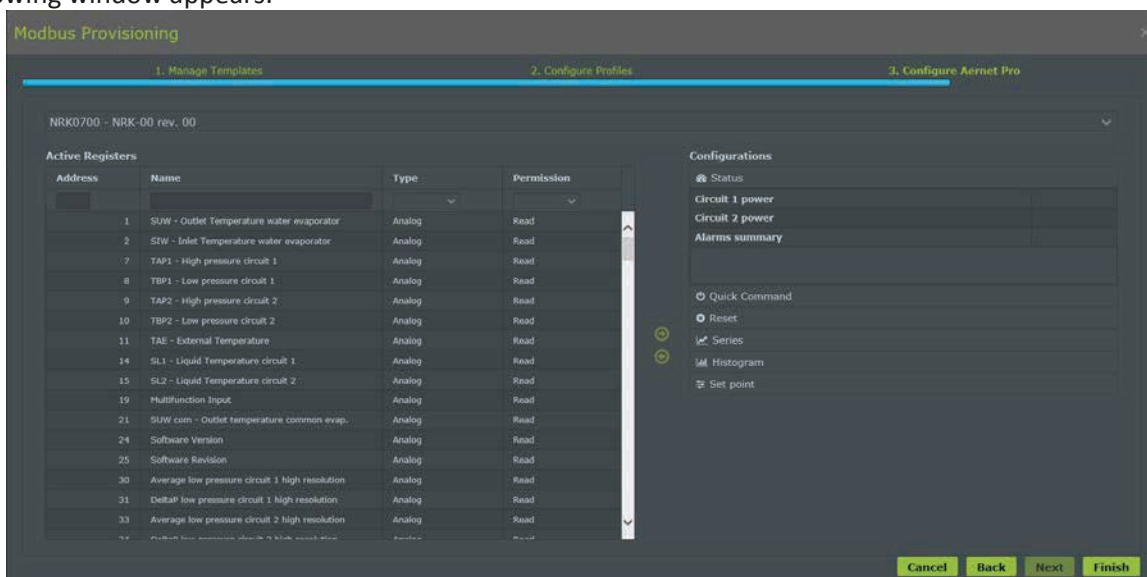 owing window appears:
Modbus Provisioning
1. Manage Templates 2. Configure Profiles 3. Configure Aernet Pro
NRK0700 - NRK-00 rev. 00
Active Registers
Address Name Type Permission
1 SUW - Outlet Temperature water evaporator Analog Read
2 SIW - Inlet Temperature water evaporator Analog Read
7 TAP1 - High pressure circuit 1 Analog Read
8 TBP1 - Low pressure circuit 1 Analog Read
9 TAP2 - High pressure circuit 2 Analog Read
10 TBP2 - Low pressure circuit 2 Analog Read
11 TAE - External Temperature Analog Read
14 SL1 - Liquid Temperature circuit 1 Analog Read
15 SL2 - Liquid Temperature circuit 2 Analog Read
19 Multifunction Input Analog Read
21 SUW com - Outlet temperature common evap. Analog Read
24 Software Version Analog Read
25 Software Revision Analog Read
30 Average low pressure circuit 1 high resolution Analog Read
31 DeltaP low pressure circuit 1 high resolution Analog Read
33 Average low pressure circuit 2 high resolution Analog Read
Configurations
Status
Circuit 1 power
Circuit 2 power
Alarms summary
Quick Command
Reset
Series
Histogram
Set point
Cancel Back Next Finish